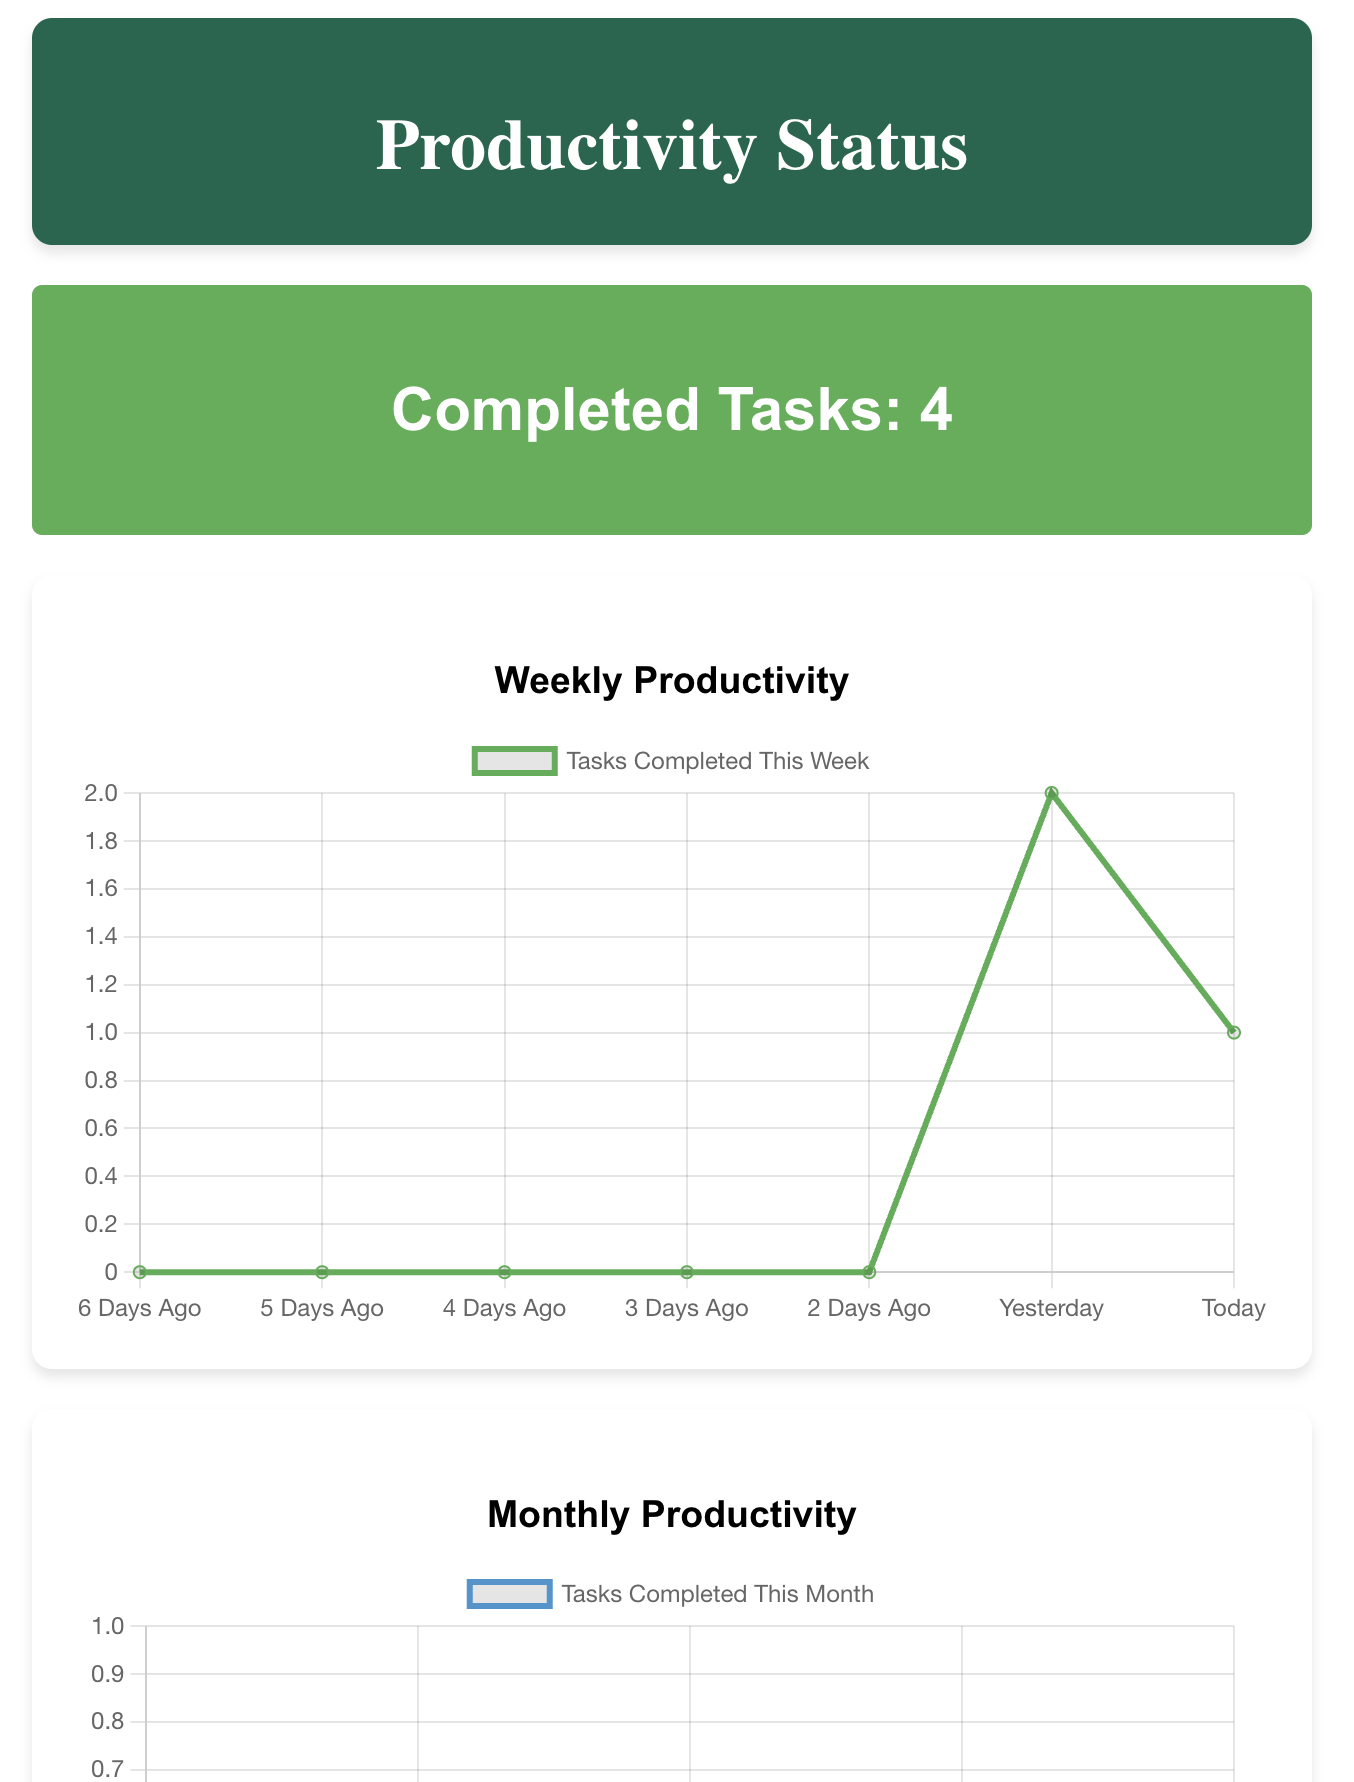 Productivity Status
Completed Tasks: 4
Weekly Productivity
Tasks Completed This Week
2.0
1.8
1.6
1.4
1.2
1.0
0.8
0.6
0.4
0.2
0
6 Days Ago 5 Days Ago 4 Days Ago 3 Days Ago 2 Days Ago Yesterday Today
Monthly Productivity
Tasks Completed This Month
1.0
0.9
0.8
0.7